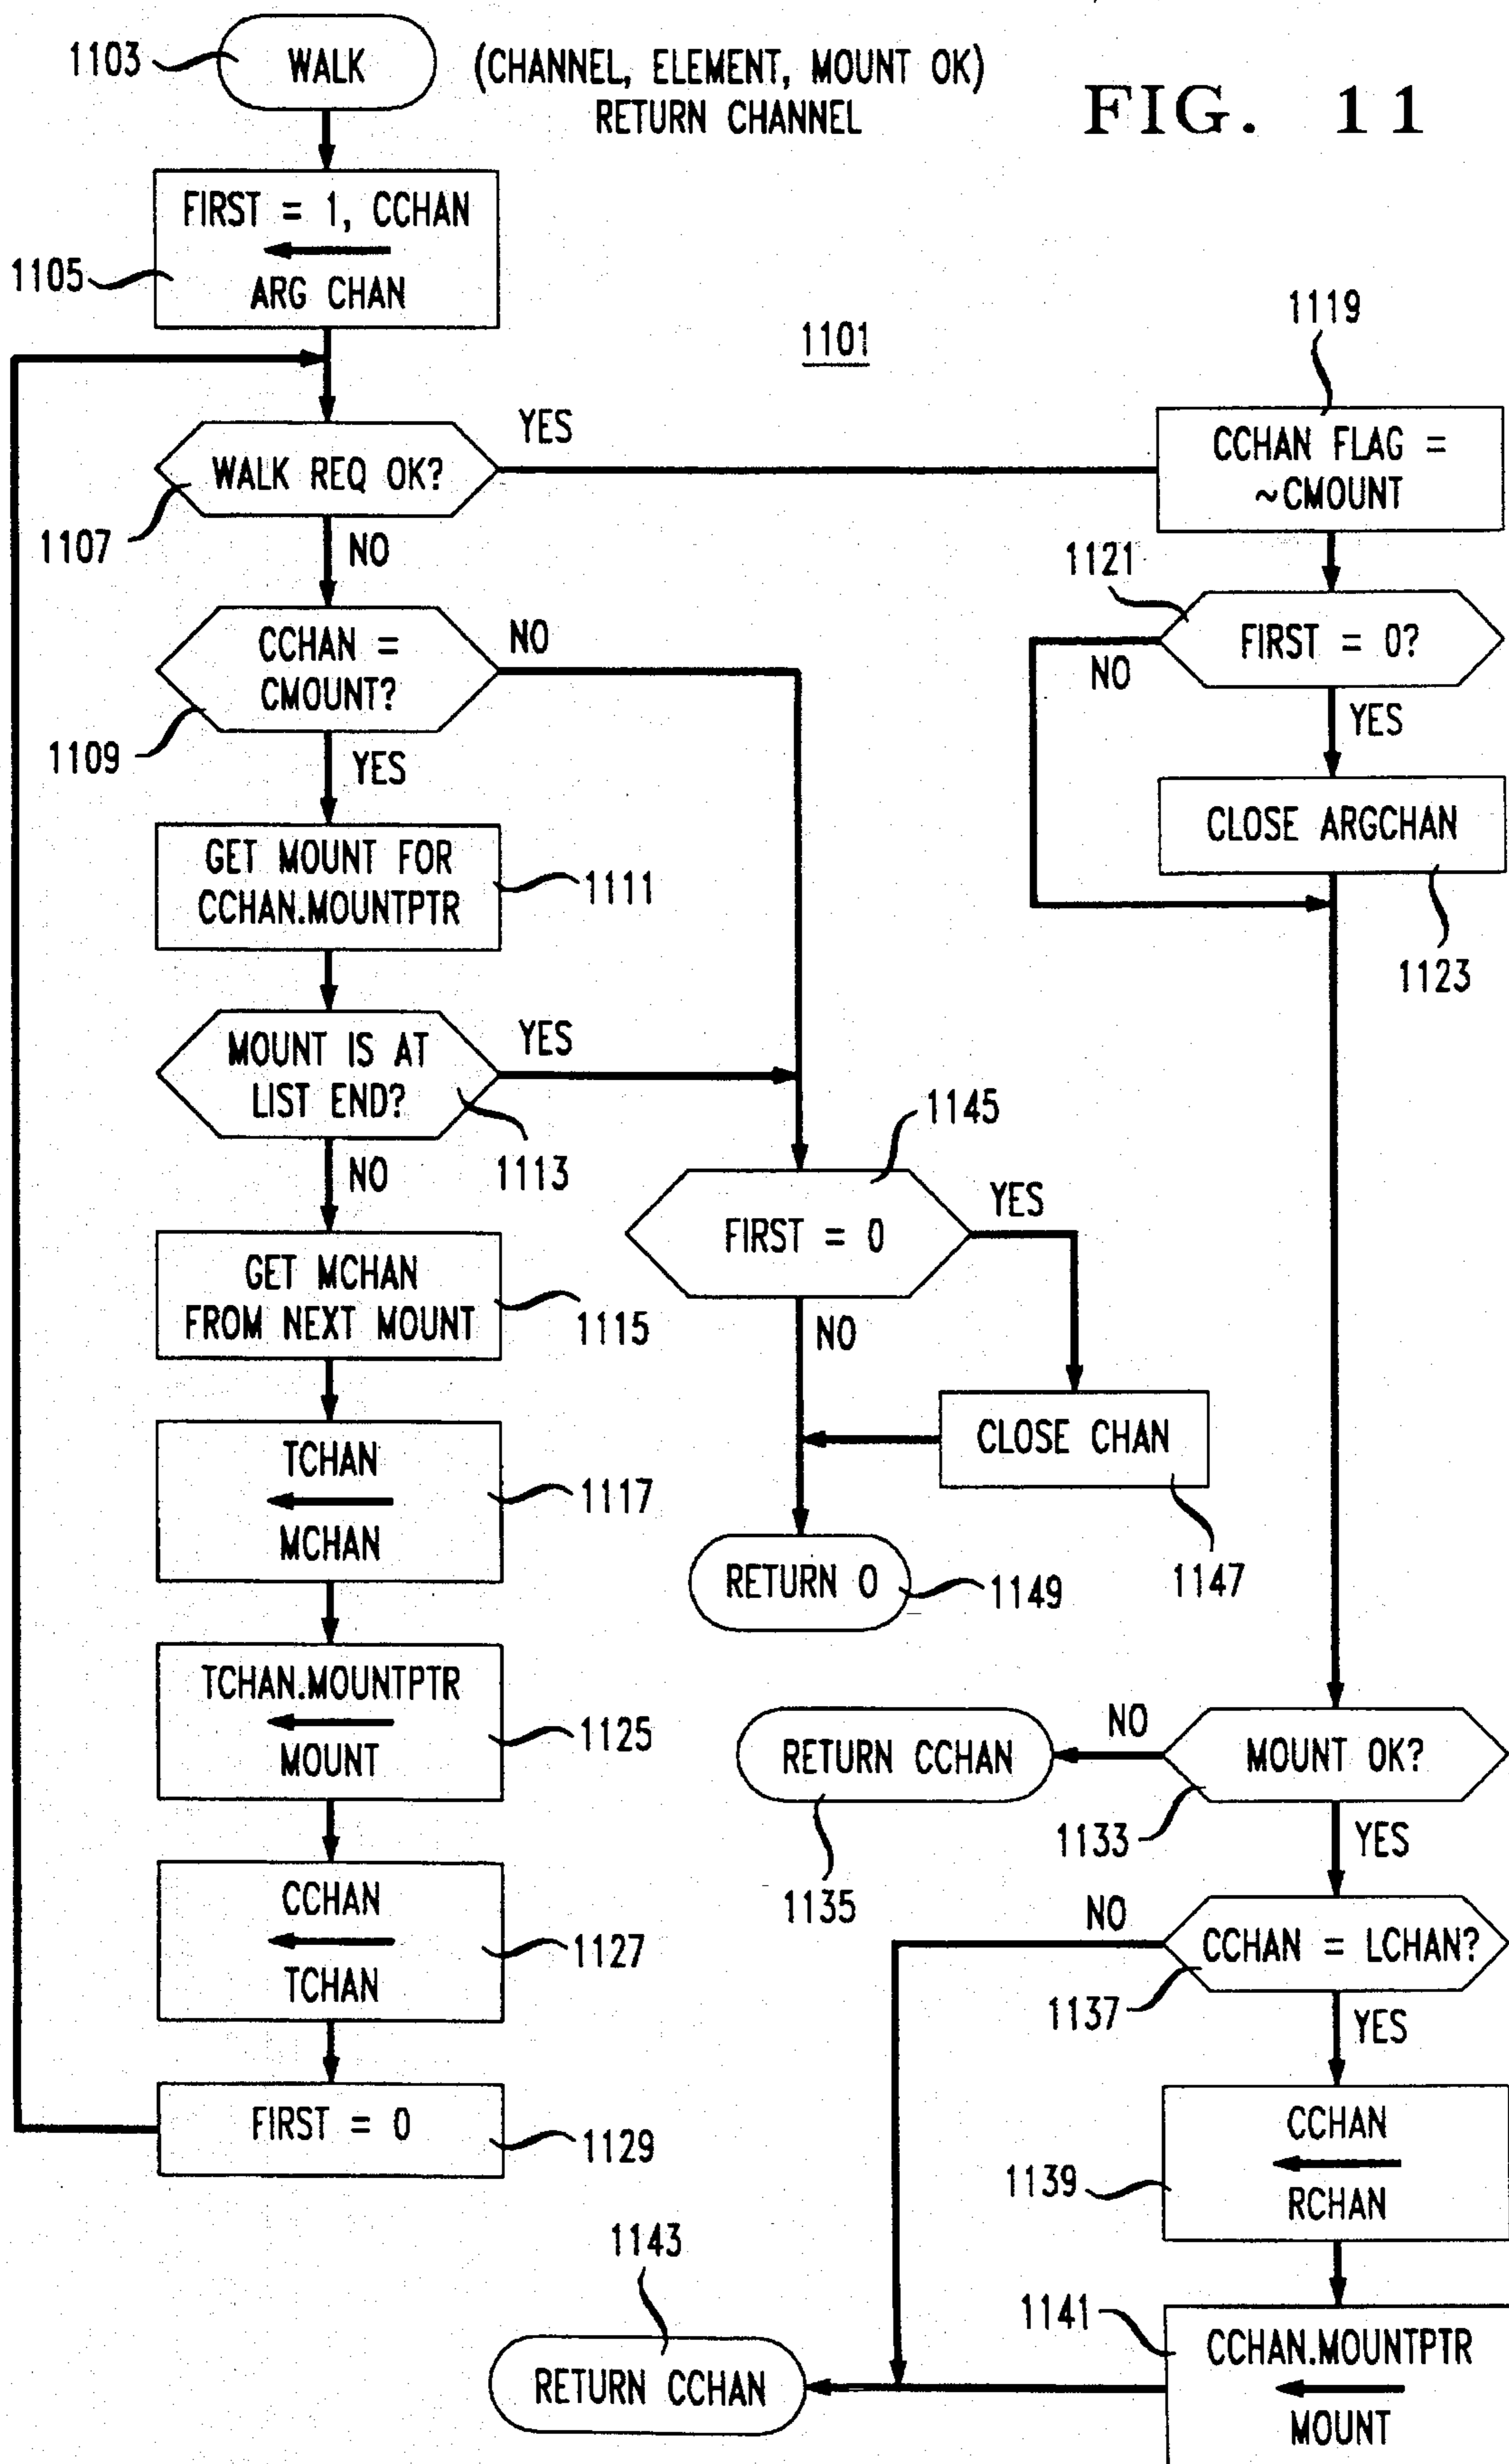 FIG. 11
1103
WALK
(CHANNEL, ELEMENT, MOUNT OK)
RETURN CHANNEL
FIRST = 1, CCHAN
ARG CHAN
1105
1101
WALK REQ OK?
YES
NO
1107
CCHAN =
CMOUNT?
NO
YES
1109
GET MOUNT FOR
CCHAN.MOUNTPTR
1111
MOUNT IS AT
LIST END?
YES
NO
1113
GET MCHAN
FROM NEXT MOUNT
1115
TCHAN
MCHAN
1117
TCHAN.MOUNTPTR
MOUNT
1125
CCHAN
TCHAN
1127
FIRST = 0
1129
1145
FIRST = 0
YES
NO
CLOSE CHAN
1147
RETURN 0
1149
1119
CCHAN FLAG =
~CMOUNT
1121
FIRST = 0?
NO
YES
CLOSE ARGCHAN
1123
MOUNT OK?
NO
YES
1133
RETURN CCHAN
1135
CCHAN = LCHAN?
NO
YES
1137
CCHAN
RCHAN
1139
1141
CCHAN.MOUNTPTR
MOUNT
1143
RETURN CCHAN